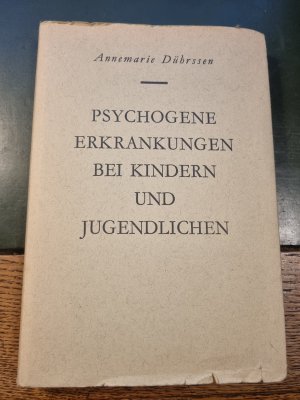 Annemarie Dührssen
PSYCHOGENE
ERKRANKUNGEN
BEI KINDERN
UND
JUGENDLICHEN